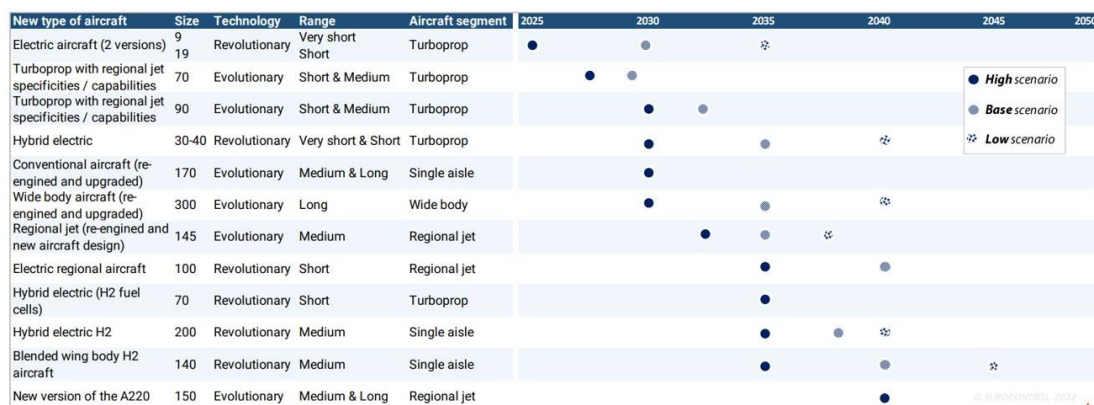 New type of aircraft Size Technology Range Aircraft segment 2025 2030 2035 2040 2045 2050
Electric aircraft (2 versions) 9 19 Revolutionary Very short Short Turboprop
Turboprop with regional jet specificities / capabilities 70 Evolutionary Short & Medium Turboprop
Turboprop with regional jet specificities / capabilities 90 Evolutionary Short & Medium Turboprop
Hybrid electric 30-40 Revolutionary Very short & Short Turboprop
Conventional aircraft (re-engined and upgraded) 170 Evolutionary Medium & Long Single aisle
Wide body aircraft (re-engined and upgraded) 300 Evolutionary Long Wide body
Regional jet (re-engined and new aircraft design) 145 Evolutionary Medium Regional jet
Electric regional aircraft 100 Revolutionary Short Regional jet
Hybrid electric (H2 fuel cells) 70 Revolutionary Short Turboprop
Hybrid electric H2 200 Revolutionary Medium Single aisle
Blended wing body H2 aircraft 140 Revolutionary Medium Single aisle
New version of the A220 150 Evolutionary Medium & Long Regional jet
High scenario
Base scenario
Low scenario
© EUROCONTROL, 2022